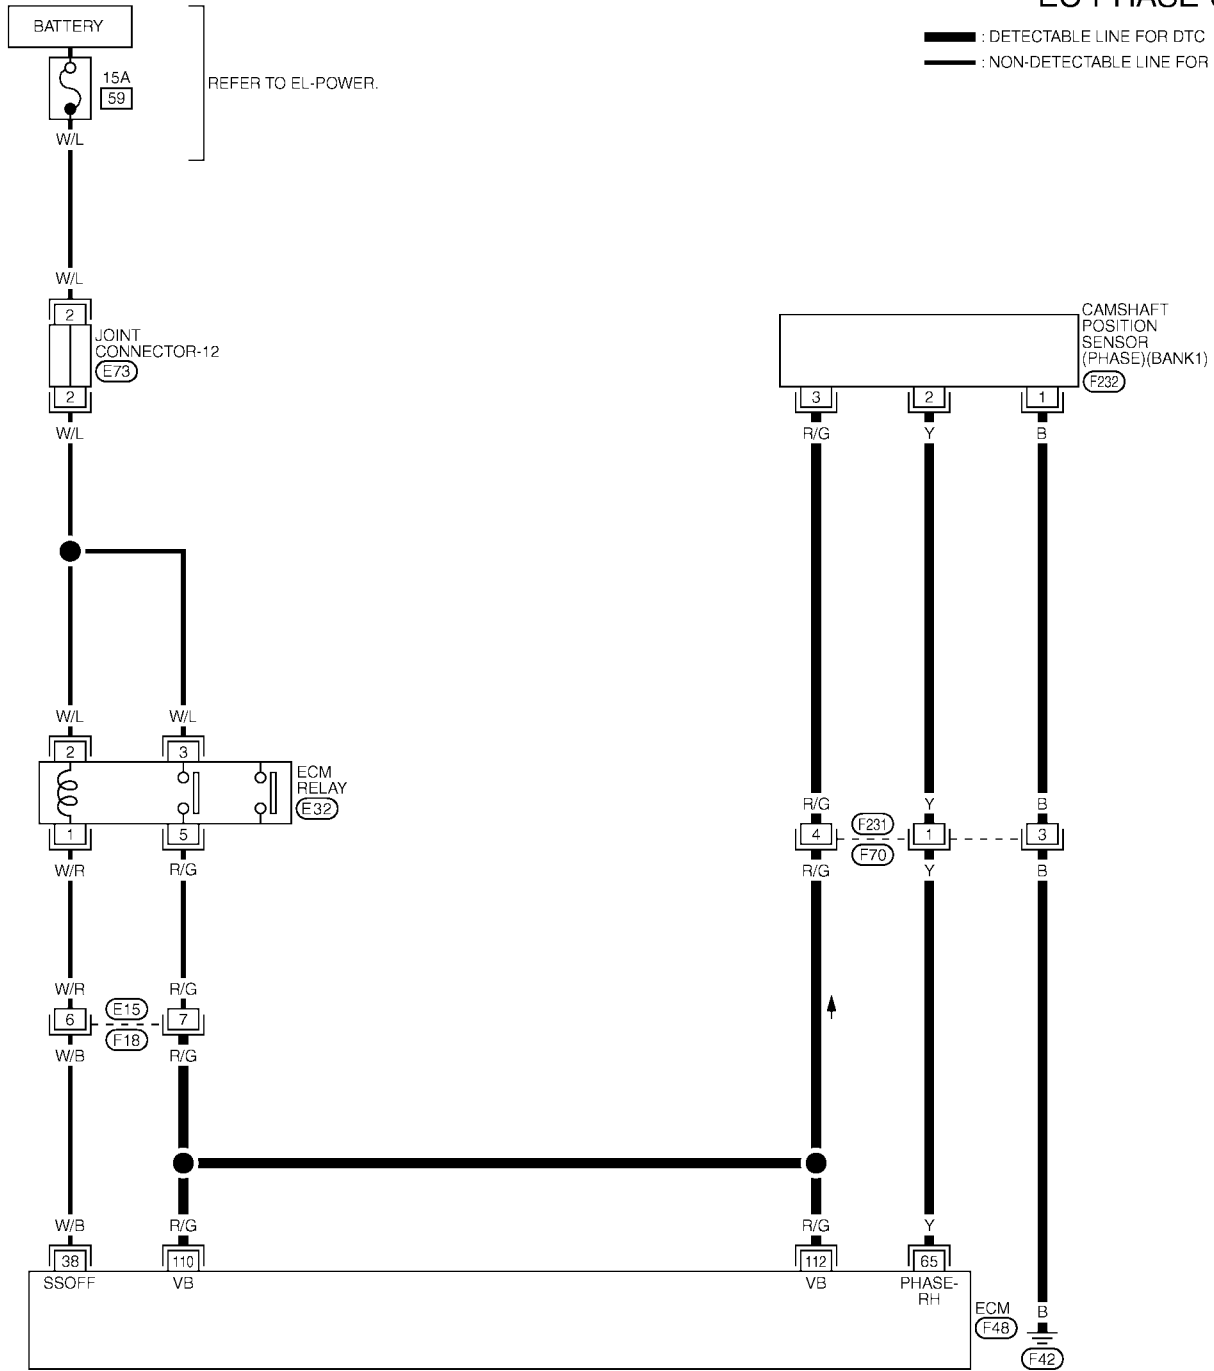 BATTERY
15A
59
REFER TO EL-POWER.
: DETECTABLE LINE FOR DTC
: NON-DETECTABLE LINE FOR
W/L
W/L
2
JOINT
CONNECTOR-12
E73
2
W/L
CAMSHAFT
POSITION
SENSOR
(PHASE)(BANK1)
F232
3 2 1
R/G Y B
W/L W/L
2 3
ECM
RELAY
E32
1 5
W/R R/G
R/G Y B
4 F231 1 3
F70
R/G Y B
W/R R/G
6 E15 7
F18
W/B R/G
W/B R/G R/G Y
38 110 112 65
SSOFF VB VB PHASE-
RH
ECM
F48
B
F42